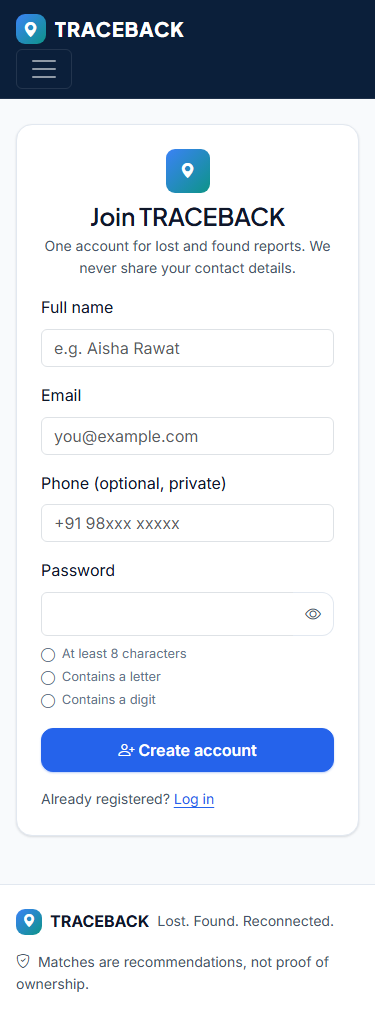 TRACEBACK
Join TRACEBACK
One account for lost and found reports. We
never share your contact details.
Full name
e.g. Aisha Rawat
Email
you@example.com
Phone (optional, private)
+91 98xxx xxxxx
Password
At least 8 characters
Contains a letter
Contains a digit
Create account
Already registered? Log in
TRACEBACK Lost. Found. Reconnected.
Matches are recommendations, not proof of
ownership.